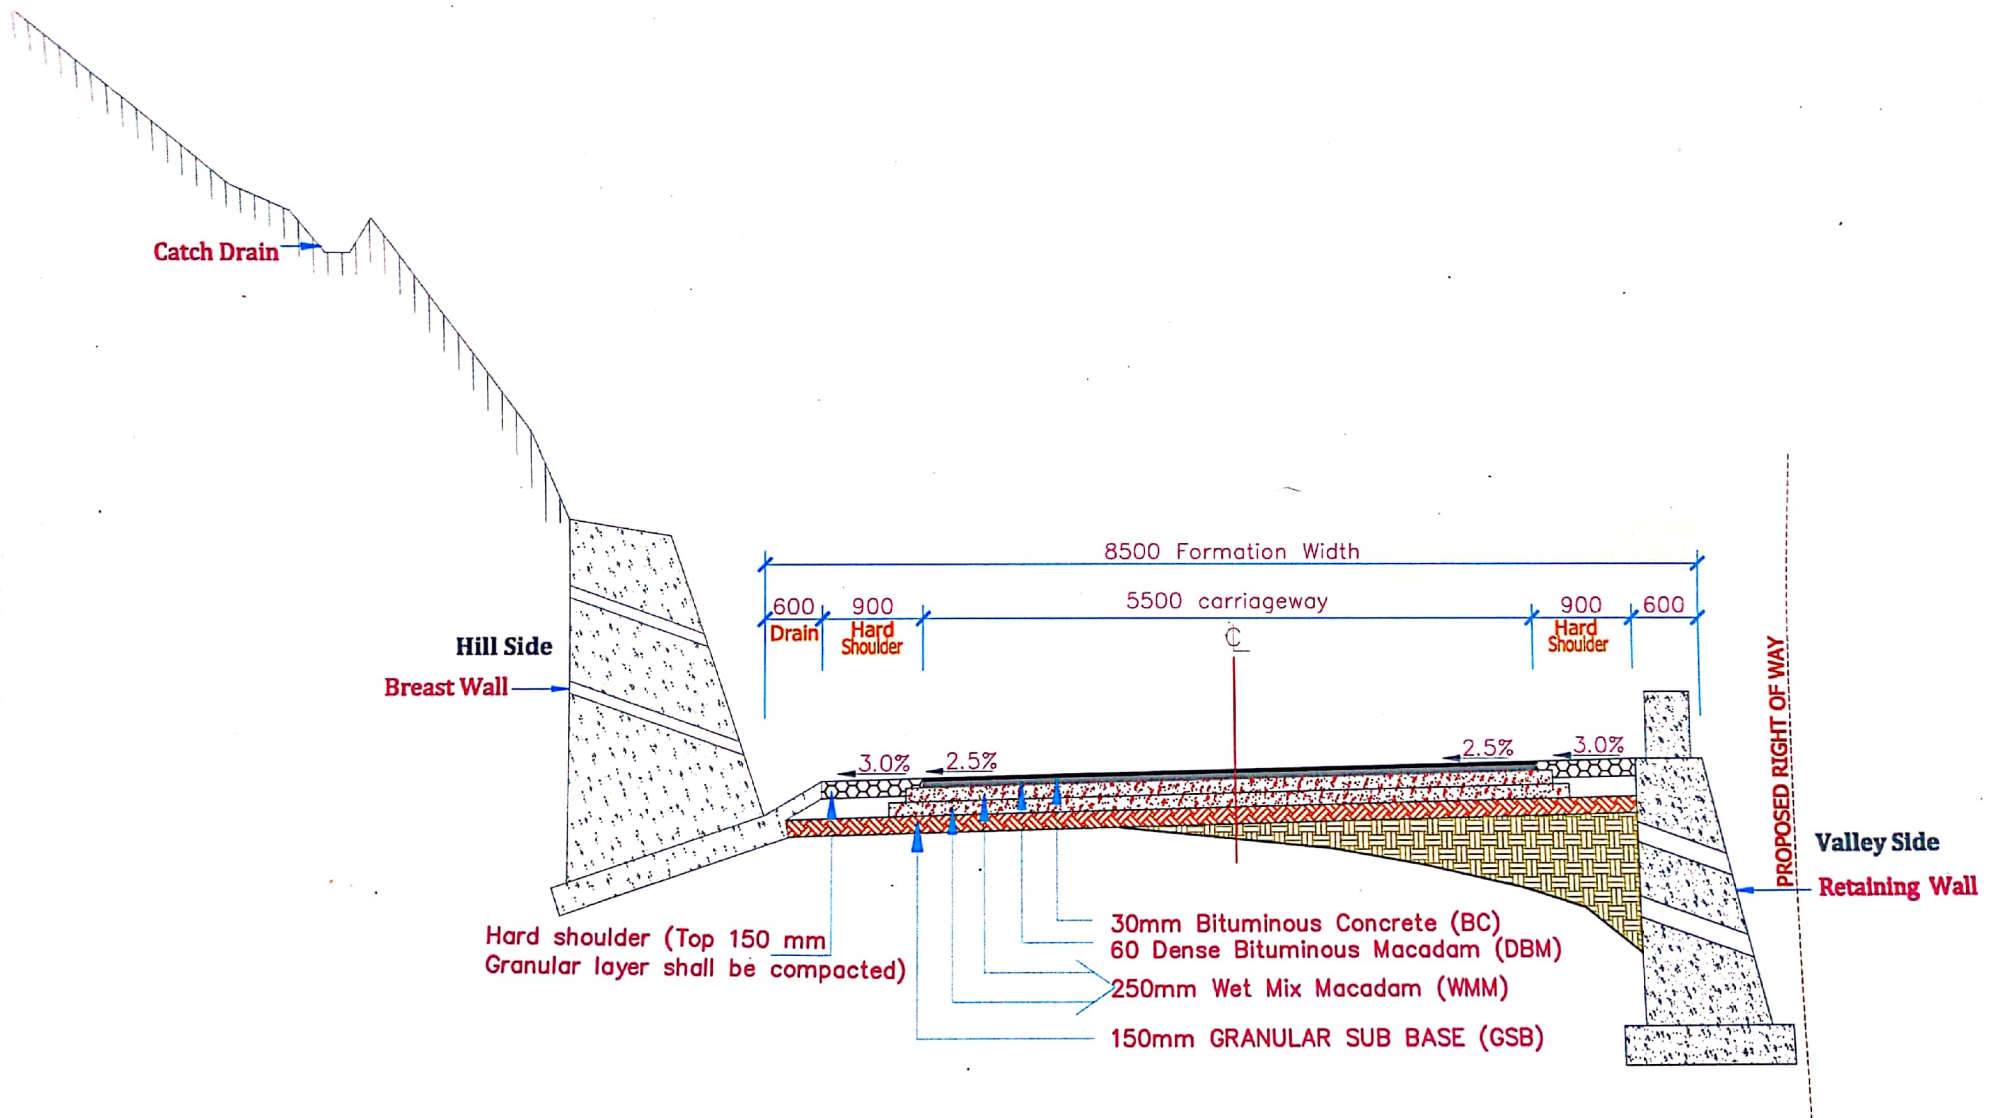 Catch Drain
8500 Formation Width
600
900
5500 carriageway
900
600
Drain
Hard
Shoulder
Hard
Shoulder
℄
Hill Side
Breast Wall
PROPOSED RIGHT OF WAY
3.0%
2.5%
2.5%
3.0%
Valley Side
Retaining Wall
Hard shoulder (Top 150 mm
Granular layer shall be compacted)
30mm Bituminous Concrete (BC)
60 Dense Bituminous Macadam (DBM)
250mm Wet Mix Macadam (WMM)
150mm GRANULAR SUB BASE (GSB)